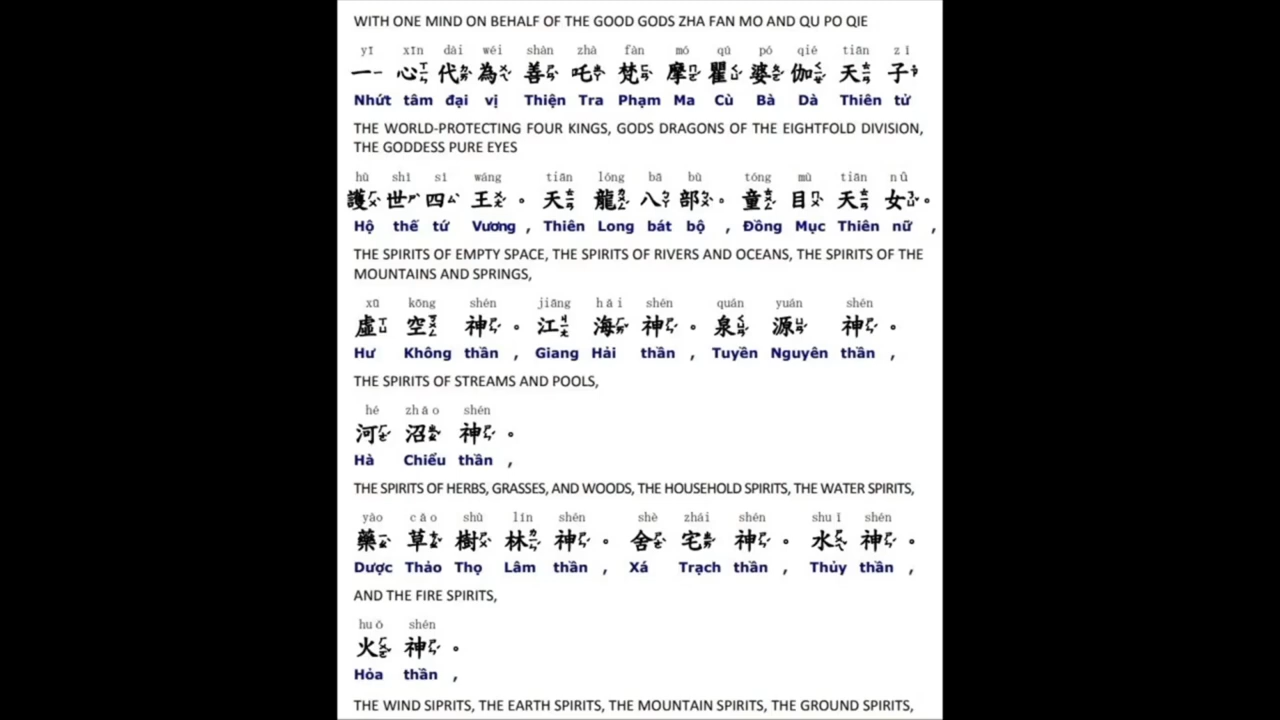 WITH ONE MIND ON BEHALF OF THE GOOD GODS ZHA FAN MO AND QU PO QIE
yī xīn dài wéi shàn zhà fàn mó qú pó qié tiān zǐ
一心代為善吒梵摩瞿婆伽天子
Nhứt tâm đại vị Thiện Tra Phạm Ma Cù Bà Dà Thiên tử
THE WORLD-PROTECTING FOUR KINGS, GODS DRAGONS OF THE EIGHTFOLD DIVISION,
THE GODDESS PURE EYES
hù shì sì wáng tiān lóng bā bù tóng mù tiān nǚ
護世四王。天龍八部。童目天女。
Hộ thế tứ Vương , Thiên Long bát bộ , Đồng Mục Thiên nữ ,
THE SPIRITS OF EMPTY SPACE, THE SPIRITS OF RIVERS AND OCEANS, THE SPIRITS OF THE
MOUNTAINS AND SPRINGS,
xū kōng shén jiāng hǎi shén quán yuán shén
虛空神。江海神。泉源神。
Hư Không thần , Giang Hải thần , Tuyền Nguyên thần ,
THE SPIRITS OF STREAMS AND POOLS,
hé zhǎo shén
河沼神。
Hà Chiểu thần ,
THE SPIRITS OF HERBS, GRASSES, AND WOODS, THE HOUSEHOLD SPIRITS, THE WATER SPIRITS,
yào cǎo shù lín shén shè zhái shén shuǐ shén
藥草樹林神。舍宅神。水神。
Dược Thảo Thọ Lâm thần , Xá Trạch thần , Thủy thần ,
AND THE FIRE SPIRITS,
huǒ shén
火神。
Hỏa thần ,
THE WIND SIPRITS, THE EARTH SPIRITS, THE MOUNTAIN SPIRITS, THE GROUND SPIRITS,